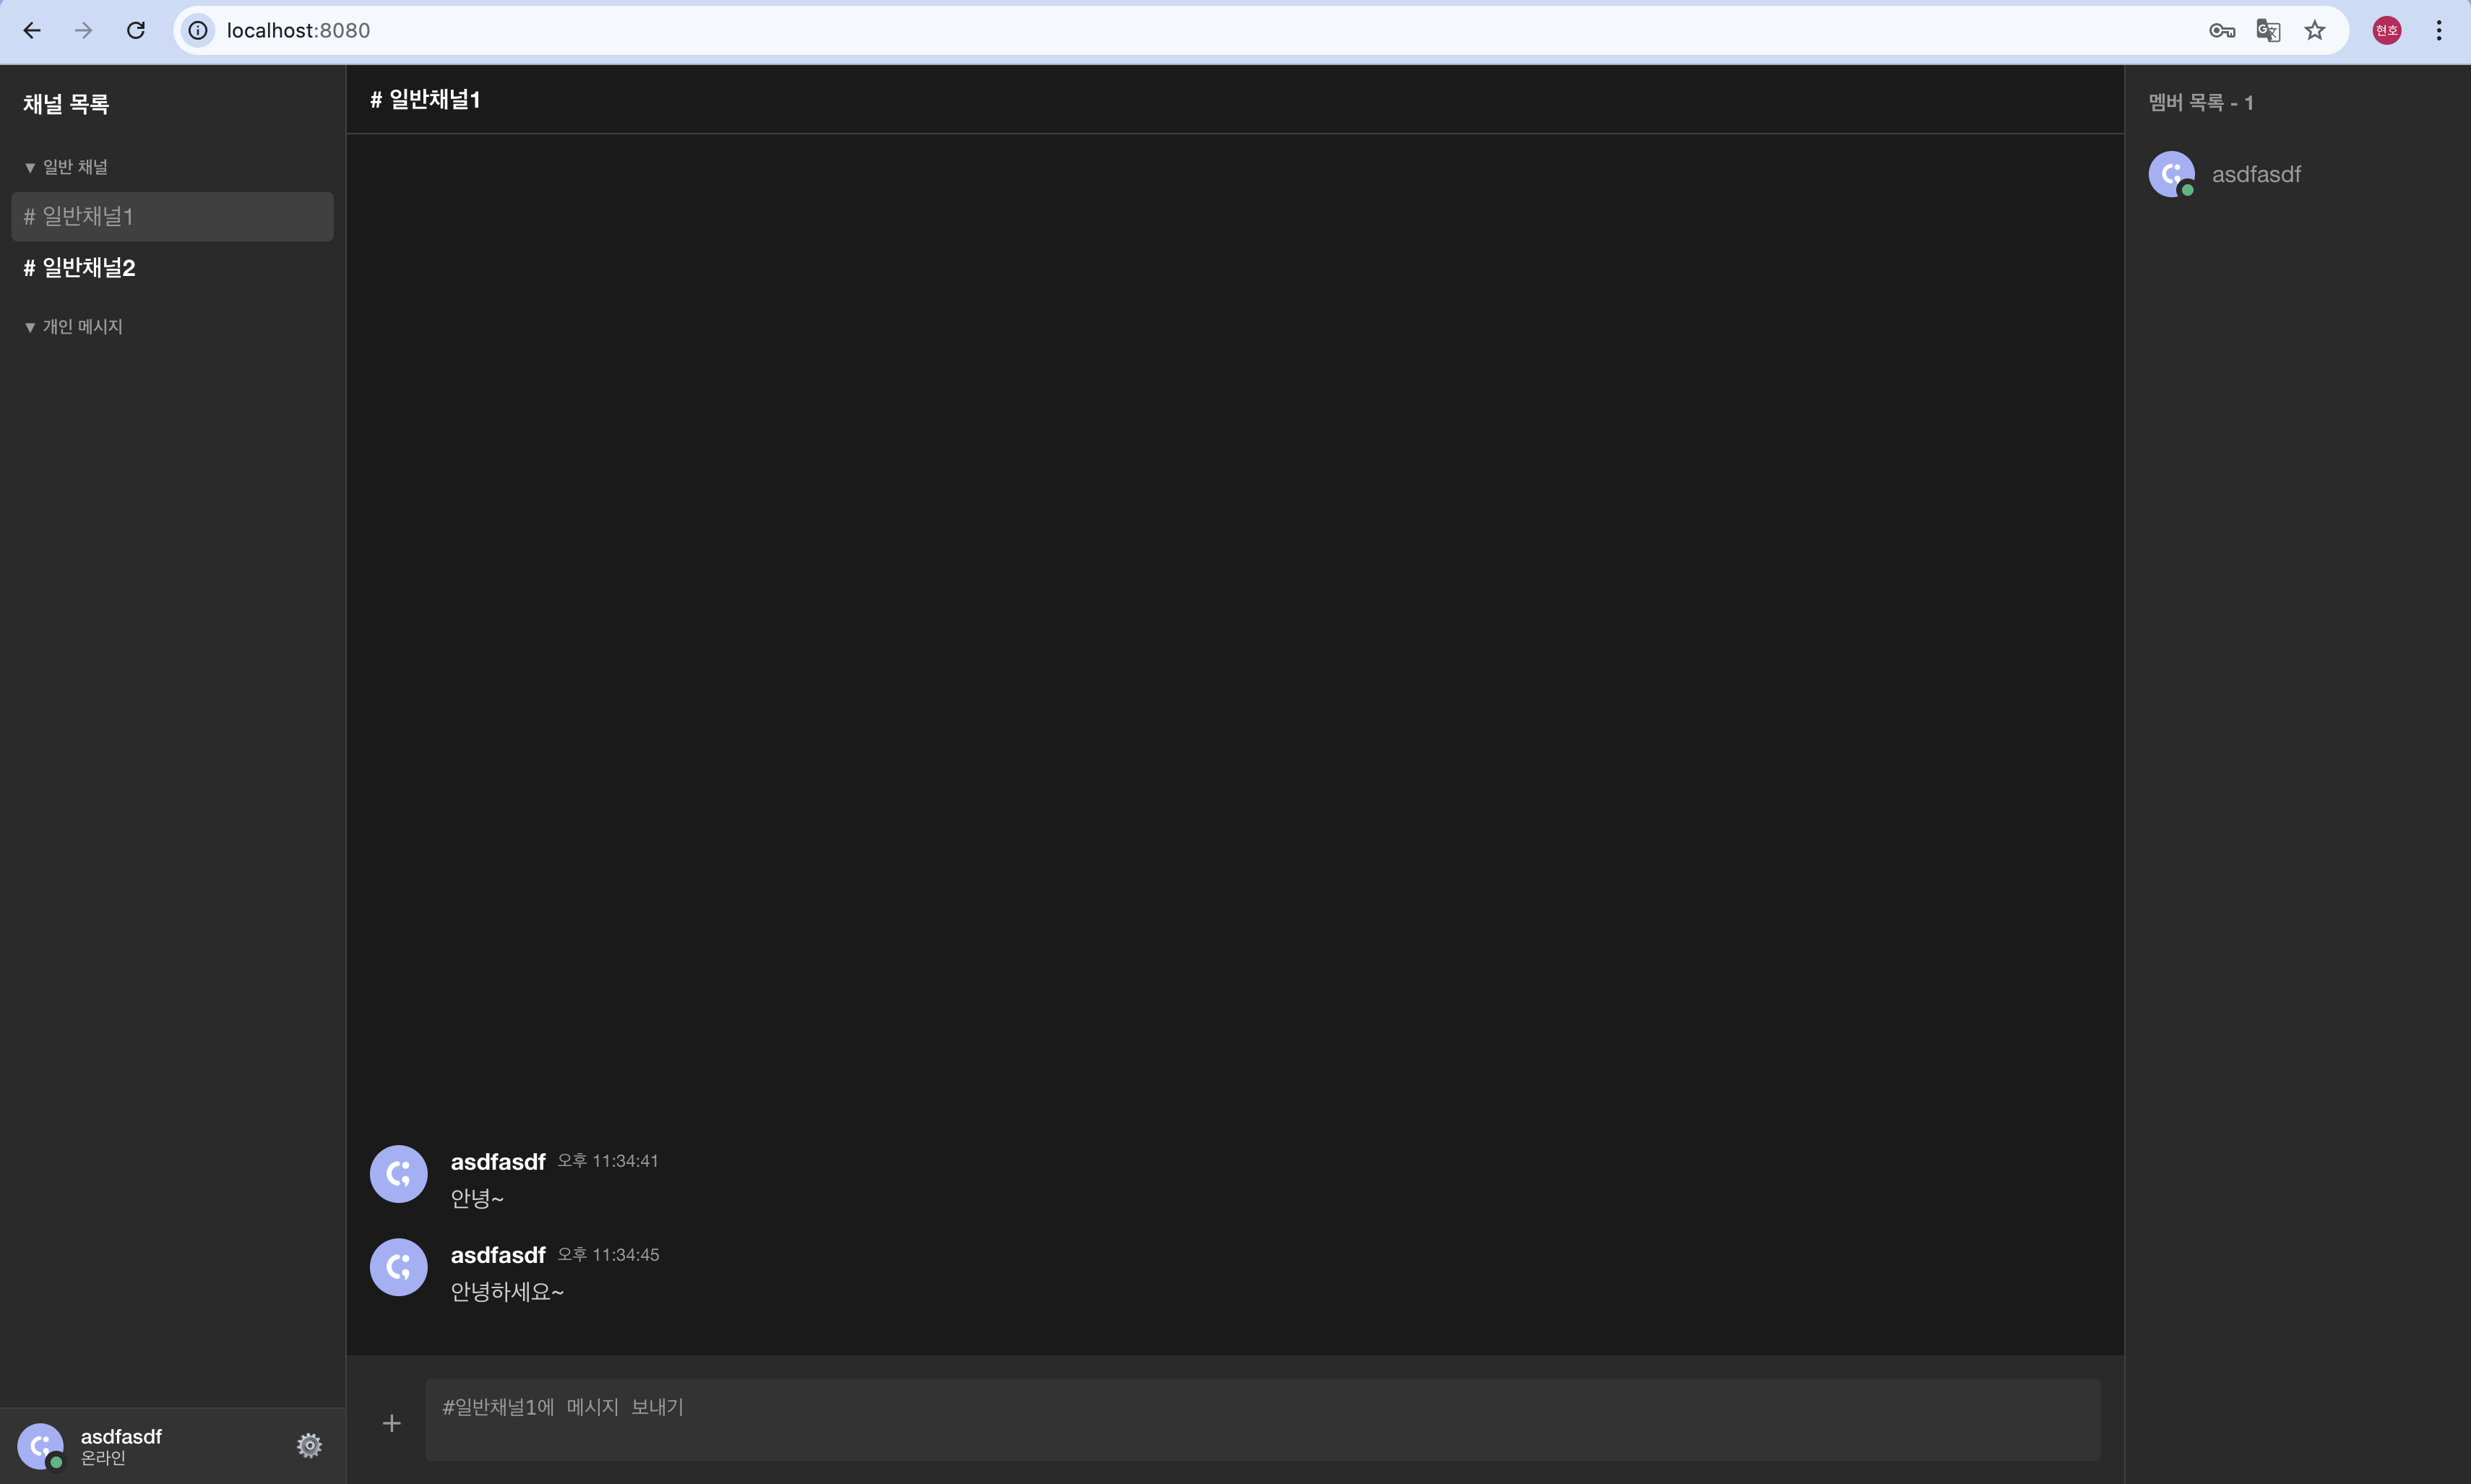 localhost:8080
현호
채널 목록
▼ 일반 채널
# 일반채널1
# 일반채널2
▼ 개인 메시지
asdfasdf
온라인
# 일반채널1
asdfasdf 오후 11:34:41
안녕~
asdfasdf 오후 11:34:45
안녕하세요~
#일반채널1에 메시지 보내기
멤버 목록 - 1
asdfasdf